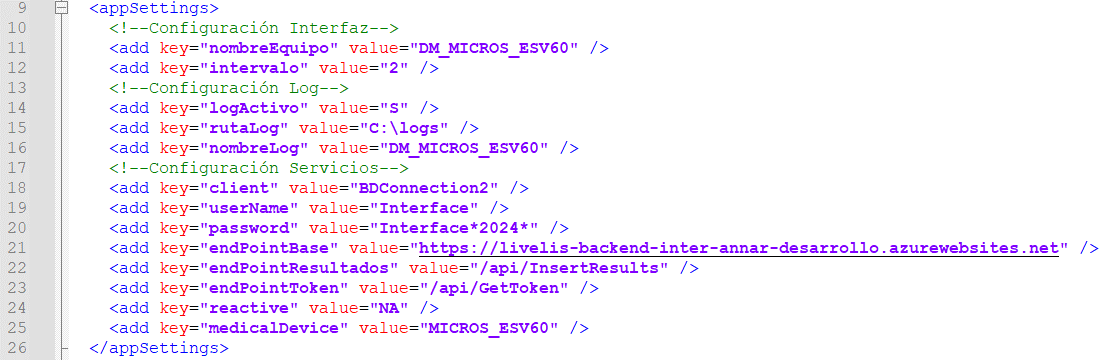 9 <appSettings>
10 <!--Configuración Interfaz-->
11 <add key="nombreEquipo" value="DM_MICROS_ESV60" />
12 <add key="intervalo" value="2" />
13 <!--Configuración Log-->
14 <add key="logActivo" value="S" />
15 <add key="rutaLog" value="C:\logs" />
16 <add key="nombreLog" value="DM_MICROS_ESV60" />
17 <!--Configuración Servicios-->
18 <add key="client" value="BDConnection2" />
19 <add key="userName" value="Interface" />
20 <add key="password" value="Interface*2024*" />
21 <add key="endPointBase" value="https://livelis-backend-inter-annar-desarrollo.azurewebsites.net" />
22 <add key="endPointResultados" value="/api/InsertResults" />
23 <add key="endPointToken" value="/api/GetToken" />
24 <add key="reactive" value="NA" />
25 <add key="medicalDevice" value="MICROS_ESV60" />
26 </appSettings>